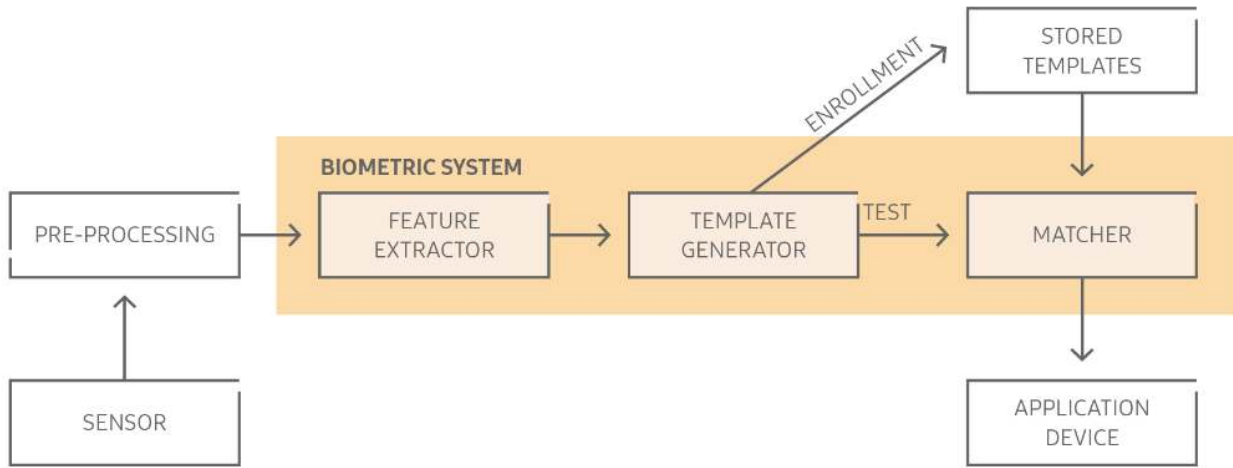 STORED
TEMPLATES
ENROLLMENT
BIOMETRIC SYSTEM
PRE-PROCESSING
FEATURE
EXTRACTOR
TEMPLATE
GENERATOR
TEST
MATCHER
SENSOR
APPLICATION
DEVICE